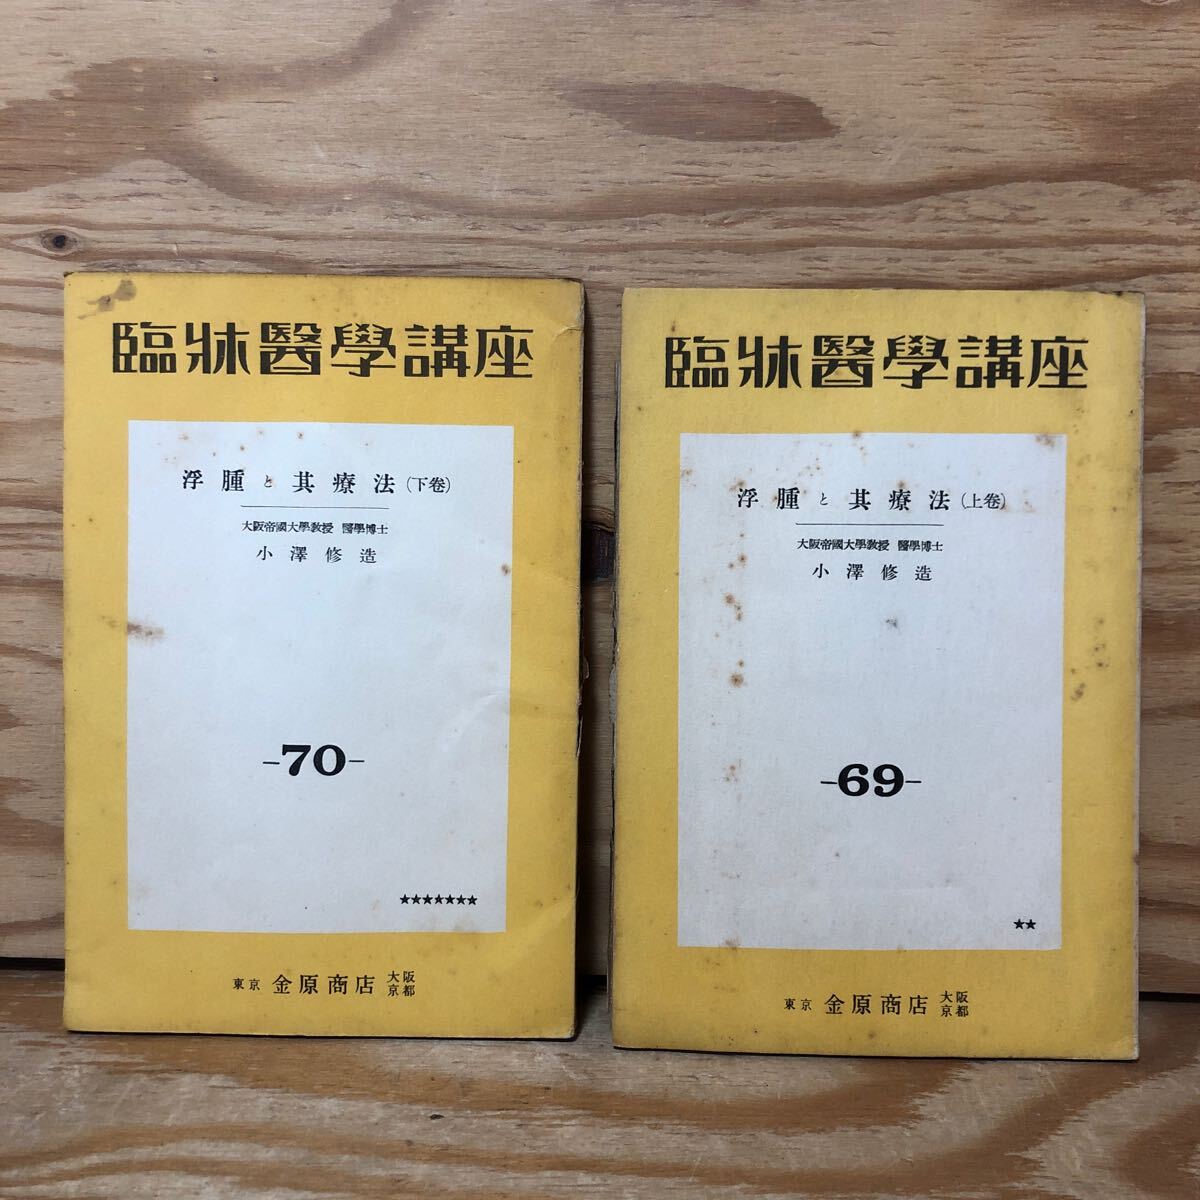 臨牀醫學講座
浮腫と其療法(下卷)
大阪帝國大學教授 醫學博士
小澤修造
-70-
★★★★★★★
東京 金原商店 大阪
京都
臨牀醫學講座
浮腫と其療法(上卷)
大阪帝國大學教授 醫學博士
小澤修造
-69-
★★
東京 金原商店 大阪
京都